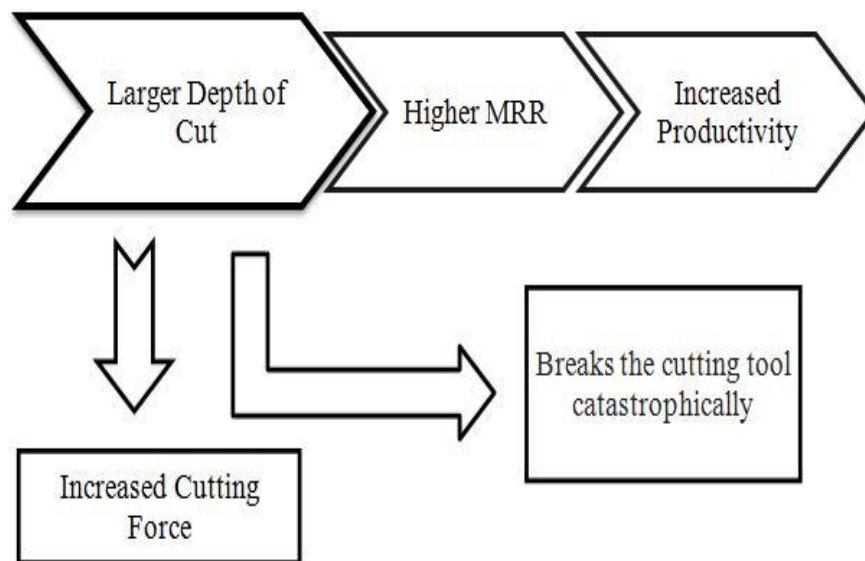 Larger Depth of
Cut
Higher MRR
Increased
Productivity
Breaks the cutting tool
catastrophically
Increased Cutting
Force